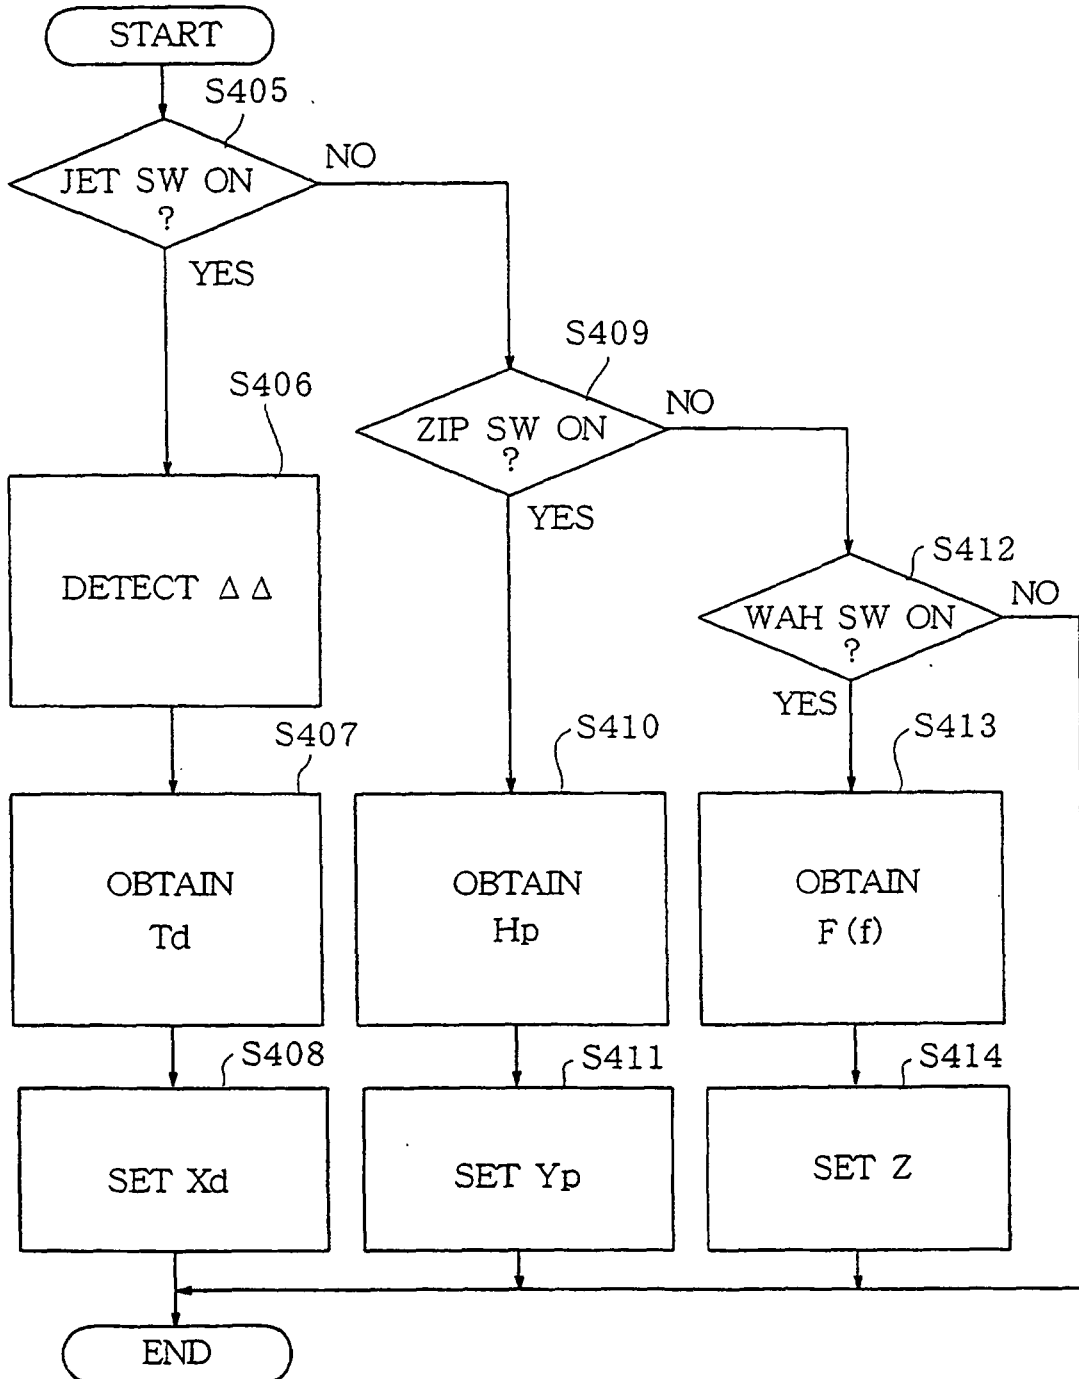 START
S405
JET SW ON
?
NO
YES
S409
S406
ZIP SW ON
?
NO
YES
S412
DETECT Δ Δ
WAH SW ON
?
NO
YES
S407
S410
S413
OBTAIN
Td
OBTAIN
Hp
OBTAIN
F(f)
S408
S411
S414
SET Xd
SET Yp
SET Z
END